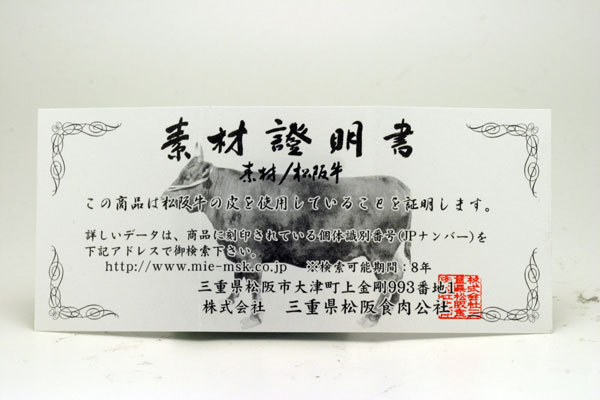 素材證明書
素材/松阪牛
この商品は松阪牛の皮を使用していることを証明します。
詳しいデータは、商品に刻印されている個体識別番号(JPナンバー)を
下記アドレスで御検索下さい。
http://www.mie-msk.co.jp ※検索可能期間：8年
三重県松阪市大津町上金剛993番地1
株式会社 三重県松阪食肉公社